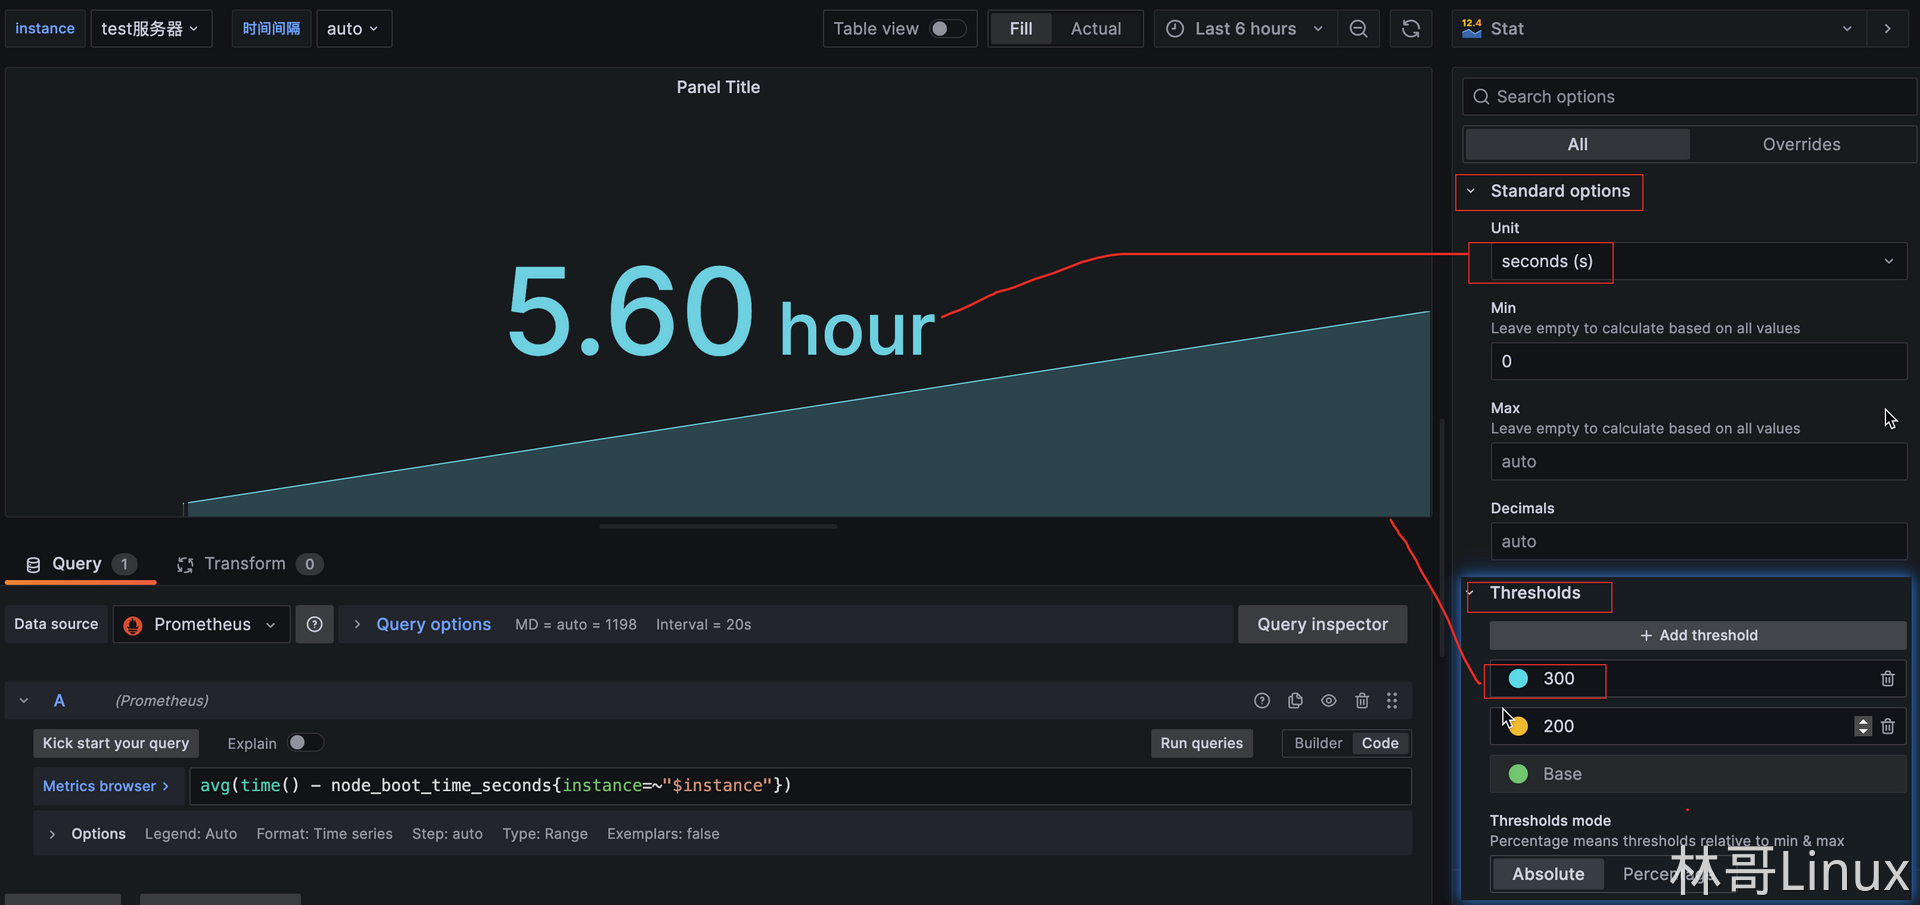 instance
test服务器
时间间隔
auto
Table view
Fill
Actual
Last 6 hours
12.4
Stat
Panel Title
Search options
All
Overrides
Standard options
Unit
seconds (s)
5.60 hour
Min
Leave empty to calculate based on all values
0
Max
Leave empty to calculate based on all values
auto
Decimals
auto
Query 1
Transform 0
Thresholds
Data source
Prometheus
Query options
MD = auto = 1198
Interval = 20s
Query inspector
+ Add threshold
300
A
(Prometheus)
200
Kick start your query
Explain
Run queries
Builder
Code
Base
Metrics browser >
avg(time() - node_boot_time_seconds{instance=~"$instance"})
Options
Legend: Auto
Format: Time series
Step: auto
Type: Range
Exemplars: false
Thresholds mode
Percentage means thresholds relative to min & max
Absolute
林哥Linux